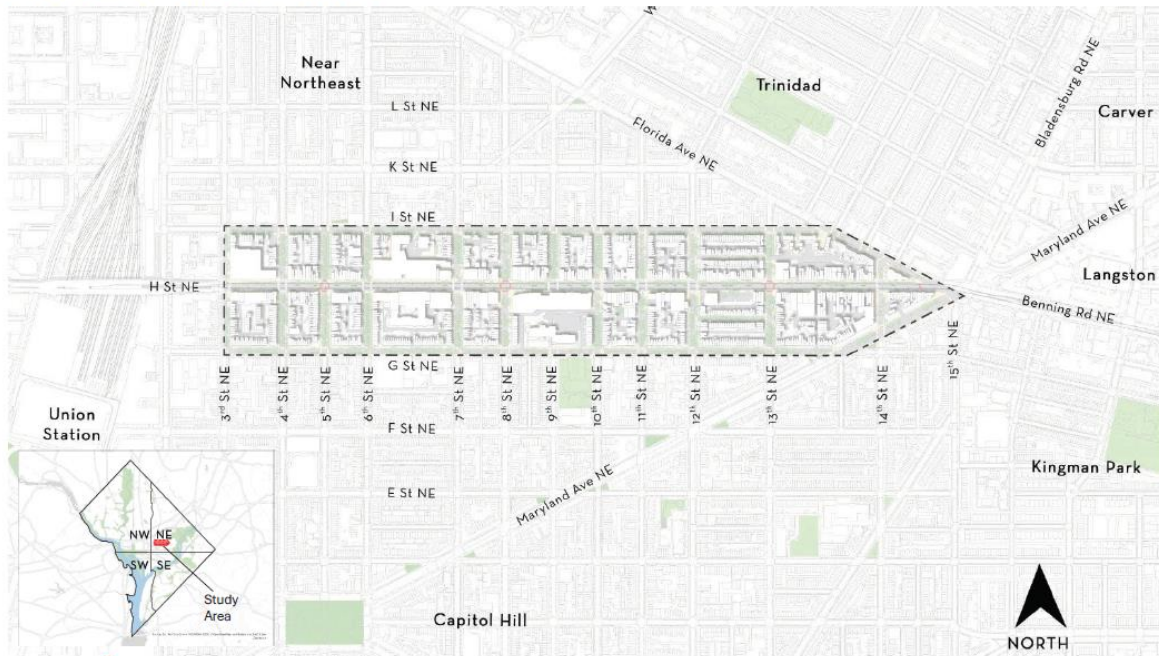 Near
Northeast
Trinidad
Carver
L St NE
Florida Ave NE
Bladensburg Rd NE
K St NE
I St NE
Maryland Ave NE
H St NE
Langston
Benning Rd NE
G St NE
3rd St NE
4th St NE
5th St NE
6th St NE
7th St NE
8th St NE
9th St NE
10th St NE
11th St NE
12th St NE
13th St NE
14th St NE
15th St NE
Union
Station
F St NE
Kingman Park
E St NE
Maryland Ave NE
NW NE
SW SE
Study
Area
Capitol Hill
NORTH